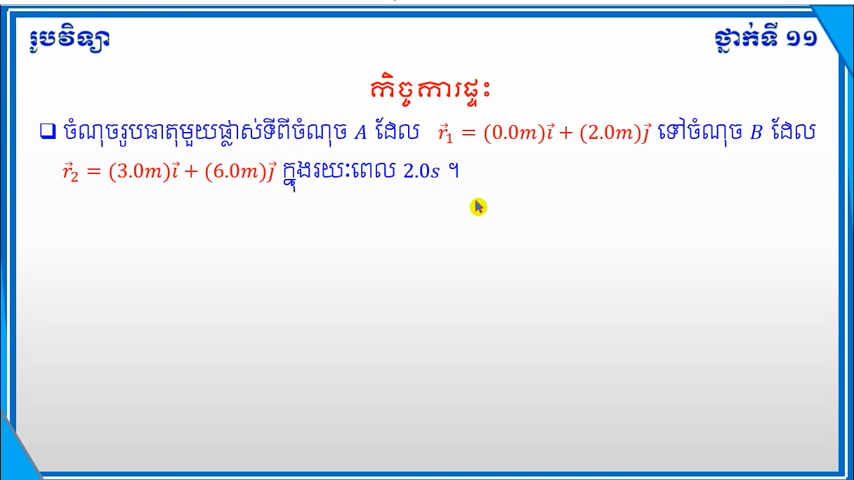 រូបវិទ្យា
ថ្នាក់ទី ១១
កិច្ចការផ្ទះ
ចំណុចរូបធាតុមួយផ្លាស់ទីពីចំណុច A ដែល r⃗₁ = (0.0m)i⃗ + (2.0m)j⃗ ទៅចំណុច B ដែល
r⃗₂ = (3.0m)i⃗ + (6.0m)j⃗ ក្នុងរយៈពេល 2.0s ។